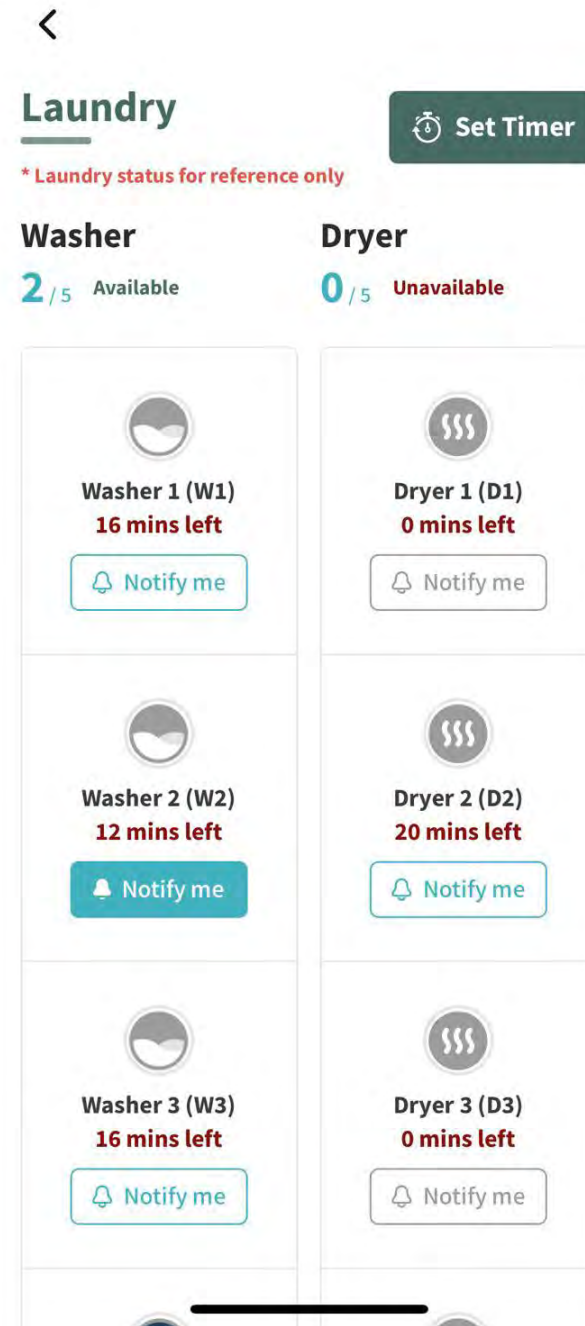 Laundry
Set Timer
* Laundry status for reference only
Washer
2 / 5 Available
Dryer
0 / 5 Unavailable
Washer 1 (W1)
16 mins left
Notify me
Dryer 1 (D1)
0 mins left
Notify me
Washer 2 (W2)
12 mins left
Notify me
Dryer 2 (D2)
20 mins left
Notify me
Washer 3 (W3)
16 mins left
Notify me
Dryer 3 (D3)
0 mins left
Notify me